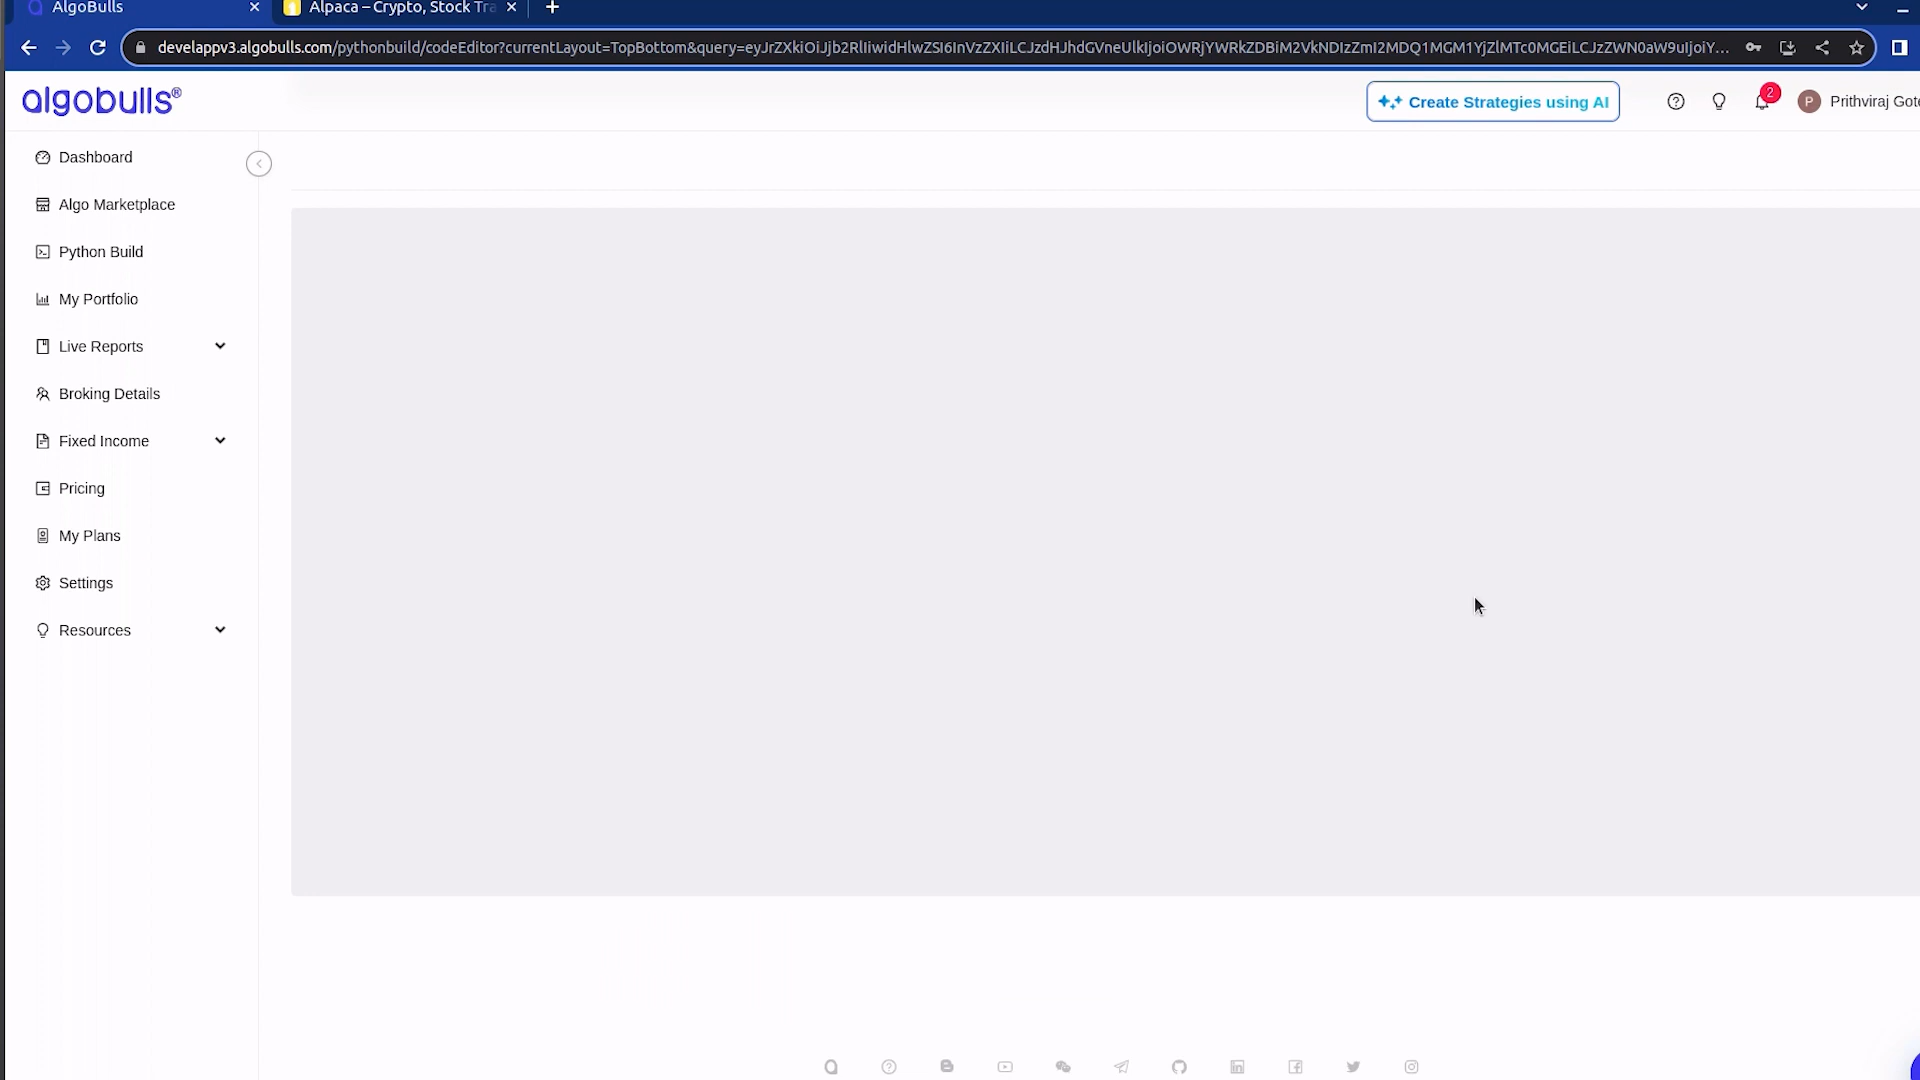 AlgoBulls
Alpaca – Crypto, Stock Tra
develappv3.algobulls.com/pythonbuild/codeEditor?currentLayout=TopBottom&query=eyJrZXkiOiJjb2RlIiwidHlwZSI6InVzZXIiLCJzdHJhdGVneUlkIjoiOWRjYWRkZDBiM2VkNDIzZmI2MDQ1MGM1YjZlMTc0MGEiLCJzZWN0aW9uIjoiY...
algobulls®
Create Strategies using AI
2
P
Prithviraj Gote
Dashboard
Algo Marketplace
Python Build
My Portfolio
Live Reports
Broking Details
Fixed Income
Pricing
My Plans
Settings
Resources